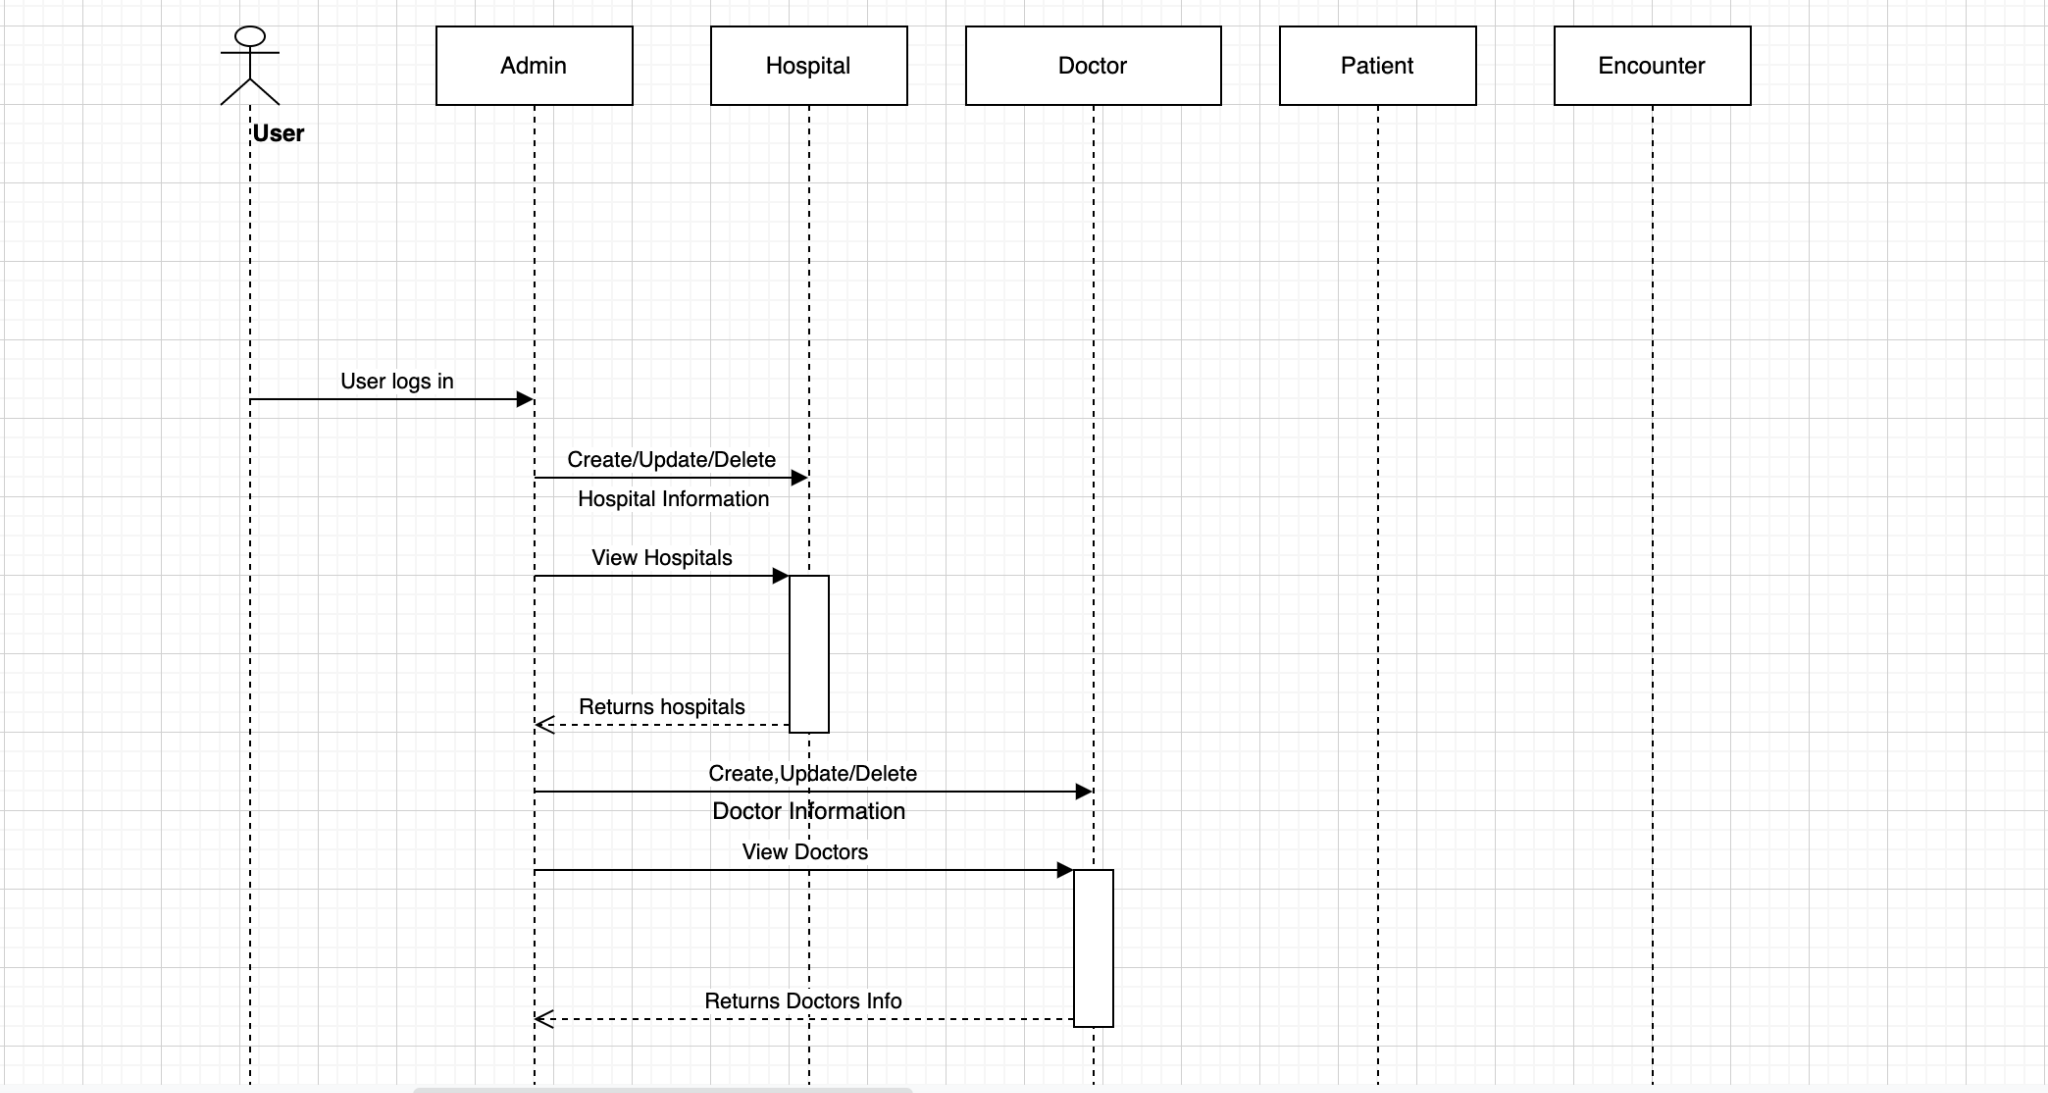 Admin
Hospital
Doctor
Patient
Encounter
User
User logs in
Create/Update/Delete
Hospital Information
View Hospitals
Returns hospitals
Create,Update/Delete
Doctor Information
View Doctors
Returns Doctors Info